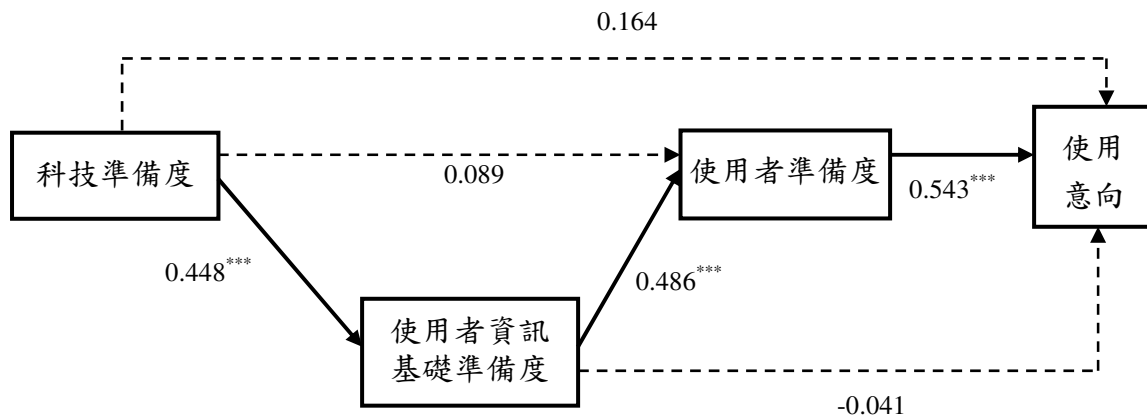 0.164
科技準備度
0.089
使用者準備度
0.543***
使用
意向
0.448***
0.486***
使用者資訊
基礎準備度
-0.041